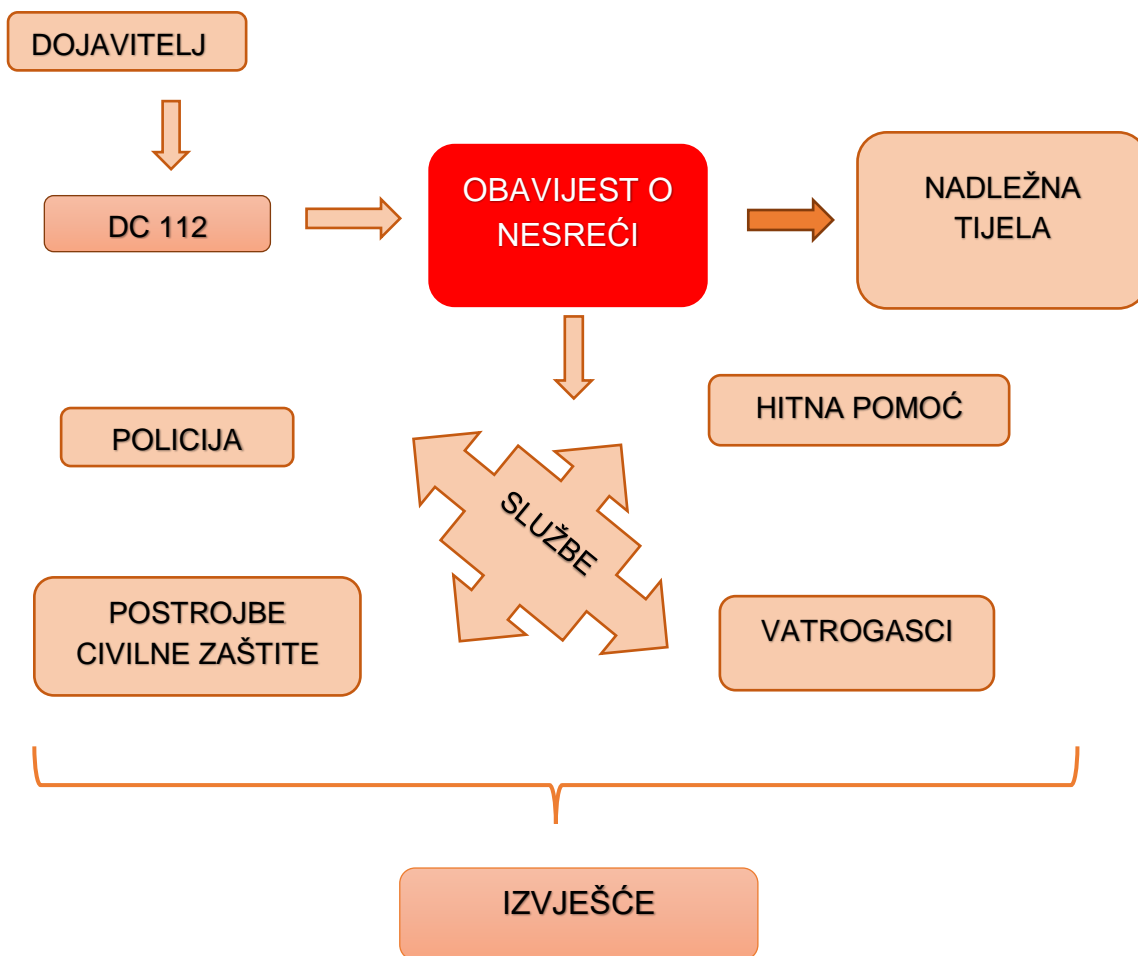 DOJAVITELJ
DC 112
OBAVIJEST O
NESREĆI
NADLEŽNA
TIJELA
HITNA POMOĆ
POLICIJA
SLUŽBE
POSTROJBE
CIVILNE ZAŠTITE
VATROGASCI
IZVJEŠĆE